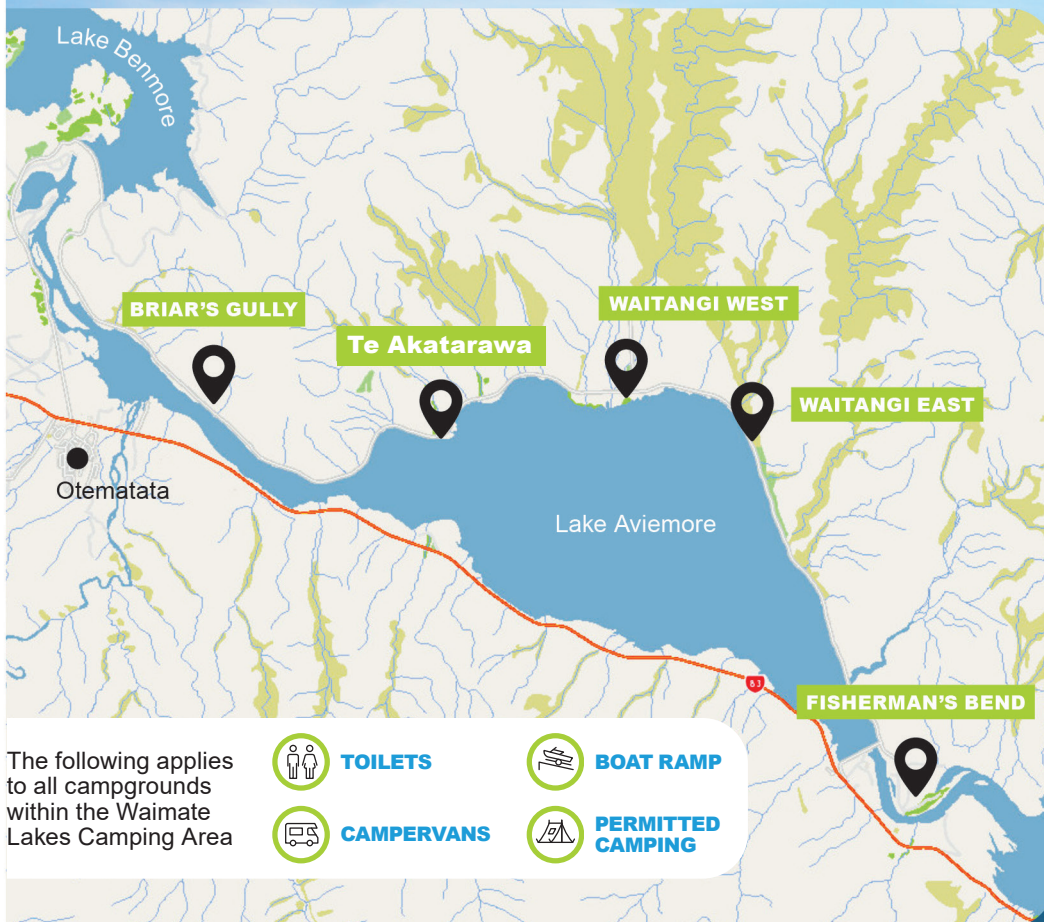 Lake Benmore
BRIAR'S GULLY
Te Akatarawa
WAITANGI WEST
WAITANGI EAST
Otematata
Lake Aviemore
83
FISHERMAN'S BEND
The following applies
to all campgrounds
within the Waimate
Lakes Camping Area
TOILETS
BOAT RAMP
CAMPERVANS
PERMITTED
CAMPING